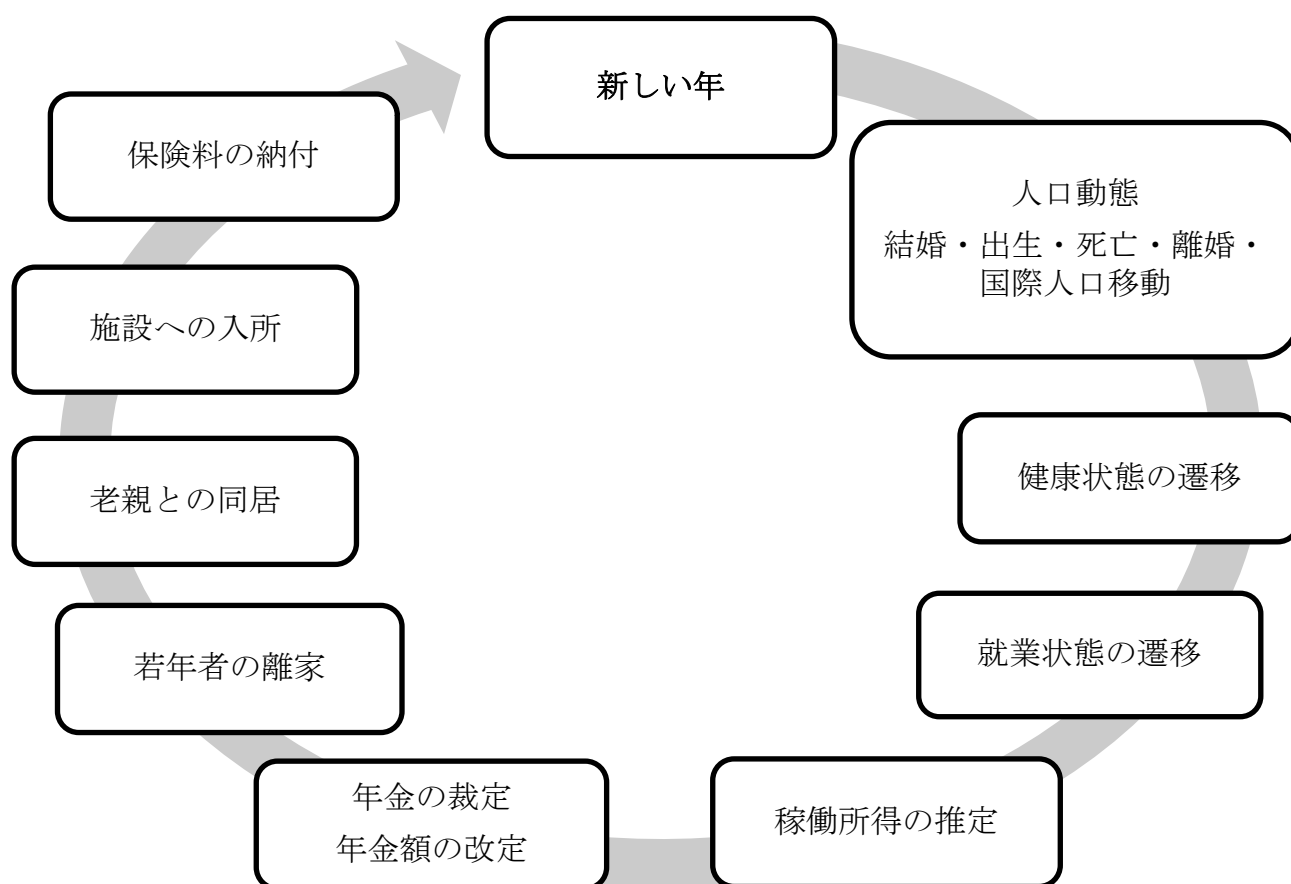 新しい年
人口動態
結婚・出生・死亡・離婚・
国際人口移動
健康状態の遷移
就業状態の遷移
稼働所得の推定
年金の裁定
年金額の改定
若年者の離家
老親との同居
施設への入所
保険料の納付